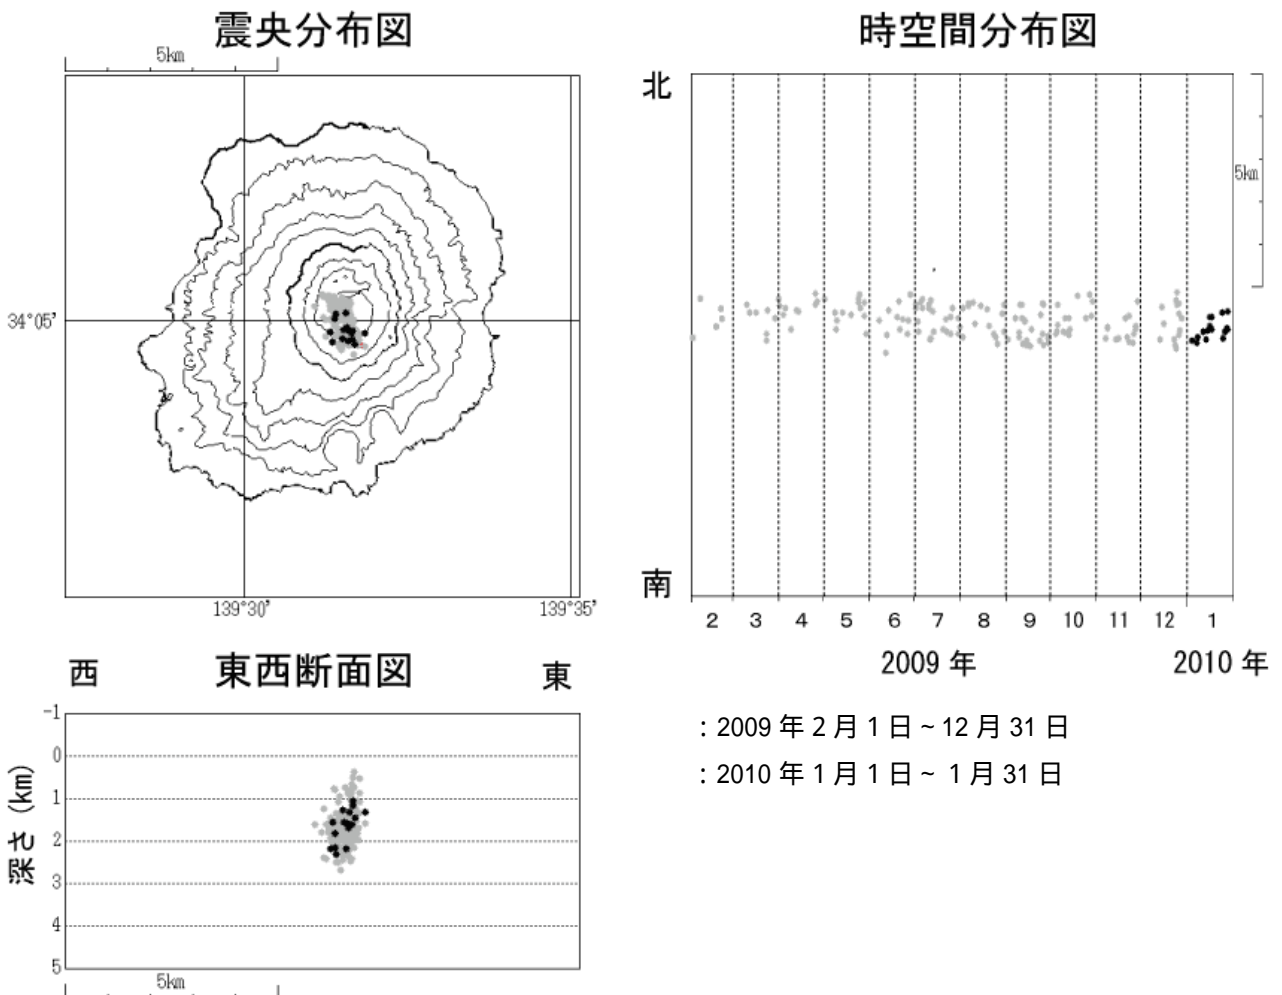 震央分布図
5km
34°05'
139°30'
139°35'
時空間分布図
北
南
5km
2 3 4 5 6 7 8 9 10 11 12 1
2009 年
2010 年
西
東西断面図
東
-1
0
1
2
3
4
5
深さ (km)
5km
: 2009 年 2 月 1 日 ~ 12 月 31 日
: 2010 年 1 月 1 日 ~ 1 月 31 日